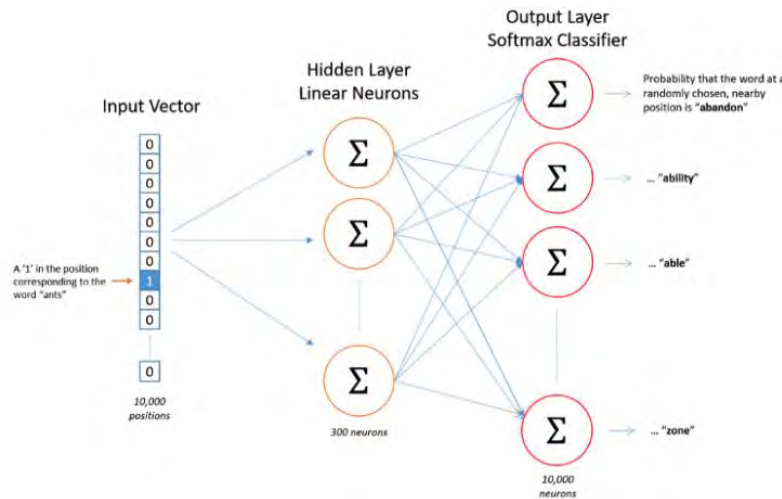 Output Layer
Softmax Classifier
Hidden Layer
Linear Neurons
Input Vector
Probability that the word at a
randomly chosen, nearby
position is “abandon”
0
0
0
0
0
0
0
1
0
0
0
A ‘1’ in the position
corresponding to the
word “ants”
10,000
positions
Σ
Σ
Σ
300 neurons
Σ
Σ
Σ
Σ
10,000
neurons
... “ability”
... “able”
... “zone”